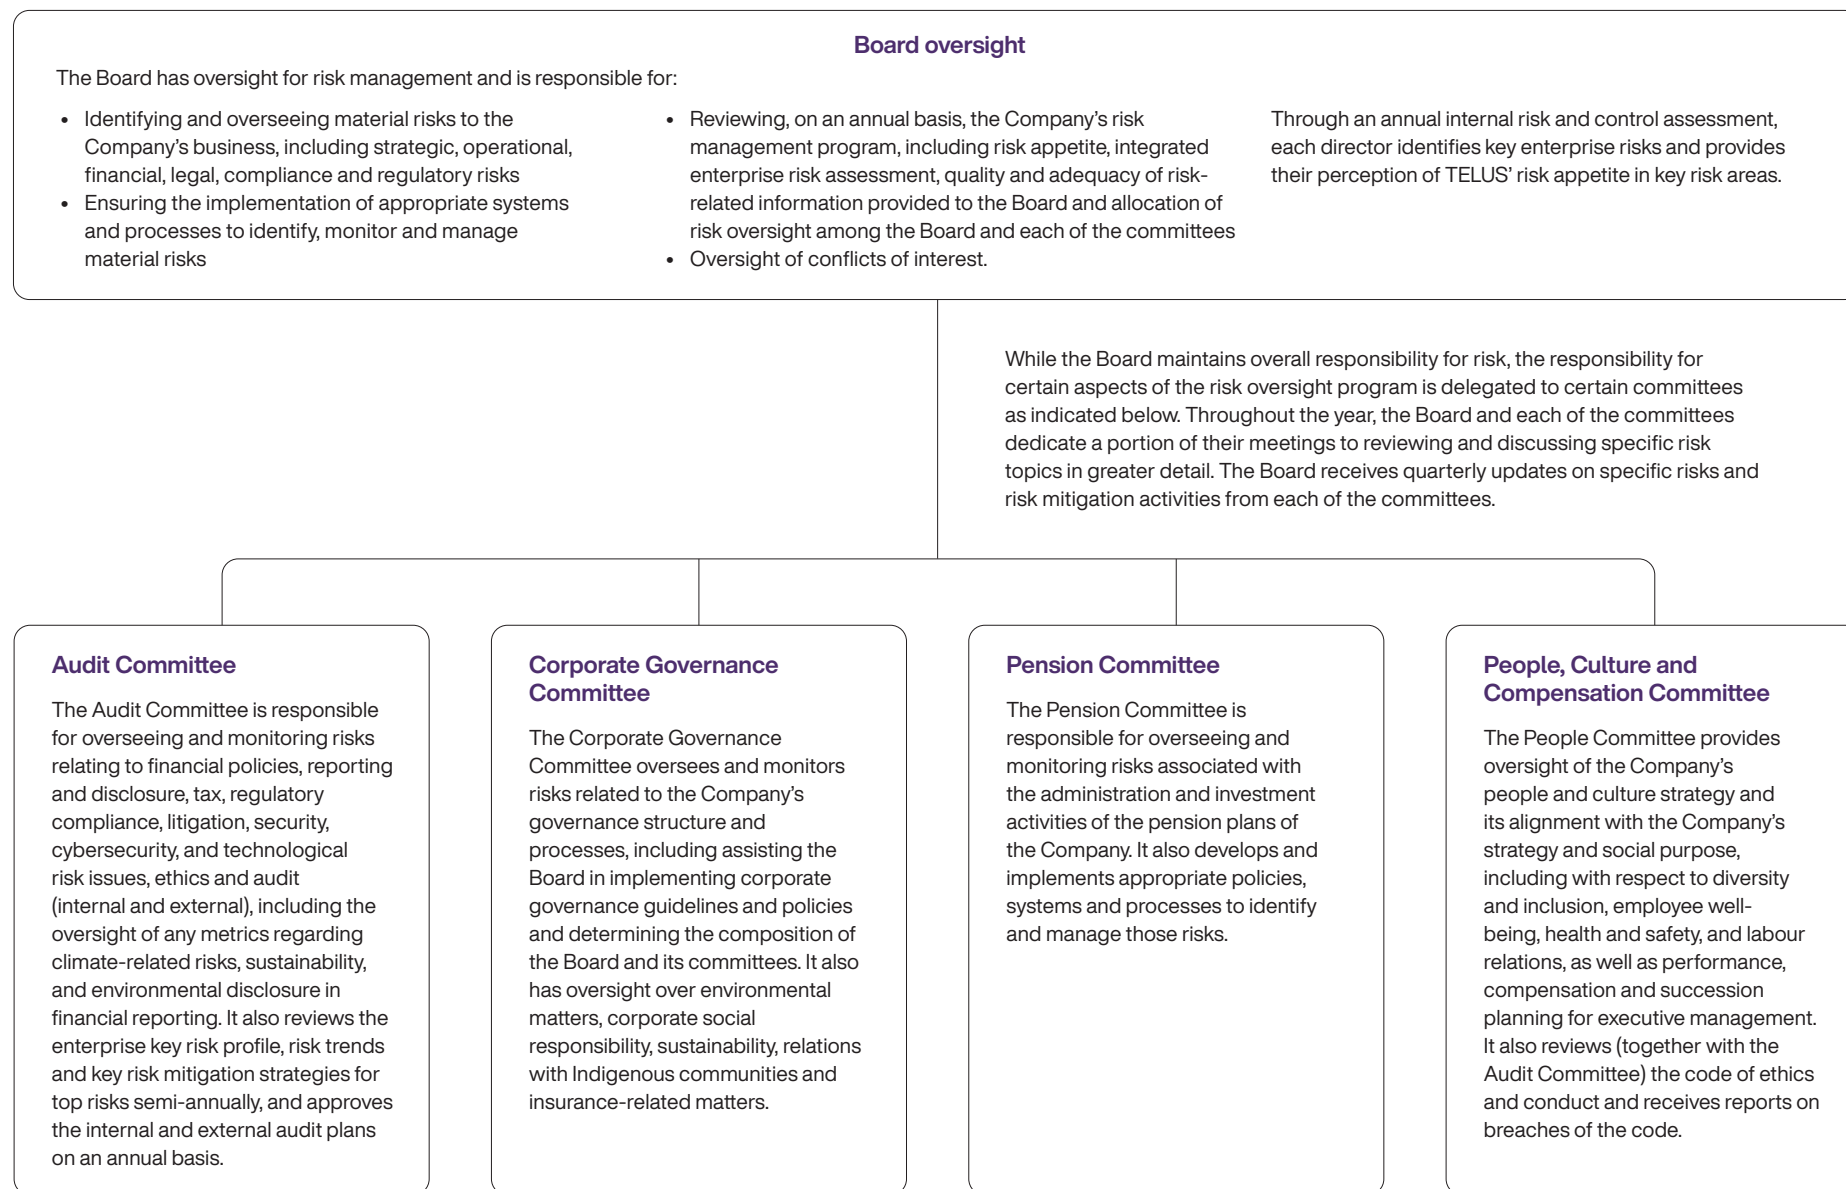 Board oversight
The Board has oversight for risk management and is responsible for:
• Identifying and overseeing material risks to the
Company's business, including strategic, operational,
financial, legal, compliance and regulatory risks
• Ensuring the implementation of appropriate systems
and processes to identify, monitor and manage
material risks
• Reviewing, on an annual basis, the Company's risk
management program, including risk appetite, integrated
enterprise risk assessment, quality and adequacy of risk-
related information provided to the Board and allocation of
risk oversight among the Board and each of the committees
• Oversight of conflicts of interest.
Through an annual internal risk and control assessment,
each director identifies key enterprise risks and provides
their perception of TELUS' risk appetite in key risk areas.
While the Board maintains overall responsibility for risk, the responsibility for
certain aspects of the risk oversight program is delegated to certain committees
as indicated below. Throughout the year, the Board and each of the committees
dedicate a portion of their meetings to reviewing and discussing specific risk
topics in greater detail. The Board receives quarterly updates on specific risks and
risk mitigation activities from each of the committees.
Audit Committee
The Audit Committee is responsible
for overseeing and monitoring risks
relating to financial policies, reporting
and disclosure, tax, regulatory
compliance, litigation, security,
cybersecurity, and technological
risk issues, ethics and audit
(internal and external), including the
oversight of any metrics regarding
climate-related risks, sustainability,
and environmental disclosure in
financial reporting. It also reviews the
enterprise key risk profile, risk trends
and key risk mitigation strategies for
top risks semi-annually, and approves
the internal and external audit plans
on an annual basis.
Corporate Governance
Committee
The Corporate Governance
Committee oversees and monitors
risks related to the Company's
governance structure and
processes, including assisting the
Board in implementing corporate
governance guidelines and policies
and determining the composition of
the Board and its committees. It also
has oversight over environmental
matters, corporate social
responsibility, sustainability, relations
with Indigenous communities and
insurance-related matters.
Pension Committee
The Pension Committee is
responsible for overseeing and
monitoring risks associated with
the administration and investment
activities of the pension plans of
the Company. It also develops and
implements appropriate policies,
systems and processes to identify
and manage those risks.
People, Culture and
Compensation Committee
The People Committee provides
oversight of the Company's
people and culture strategy and
its alignment with the Company's
strategy and social purpose,
including with respect to diversity
and inclusion, employee well-
being, health and safety, and labour
relations, as well as performance,
compensation and succession
planning for executive management.
It also reviews (together with the
Audit Committee) the code of ethics
and conduct and receives reports on
breaches of the code.